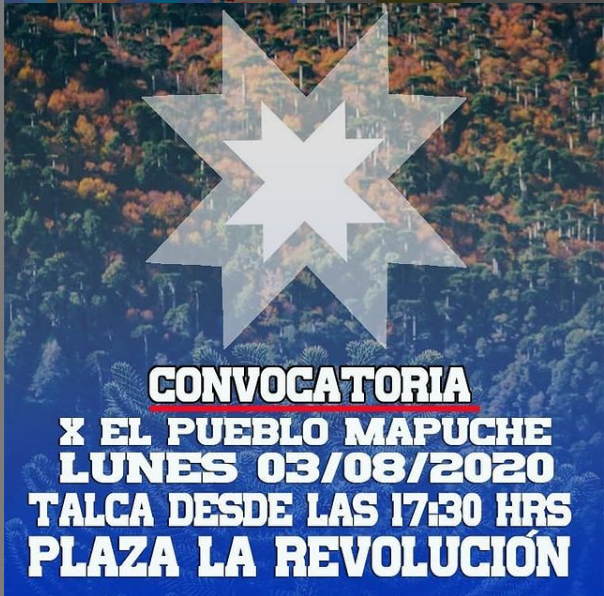 CONVOCATORIA
X EL PUEBLO MAPUCHE
LUNES 03/08/2020
TALCA DESDE LAS 17:30 HRS
PLAZA LA REVOLUCIÓN